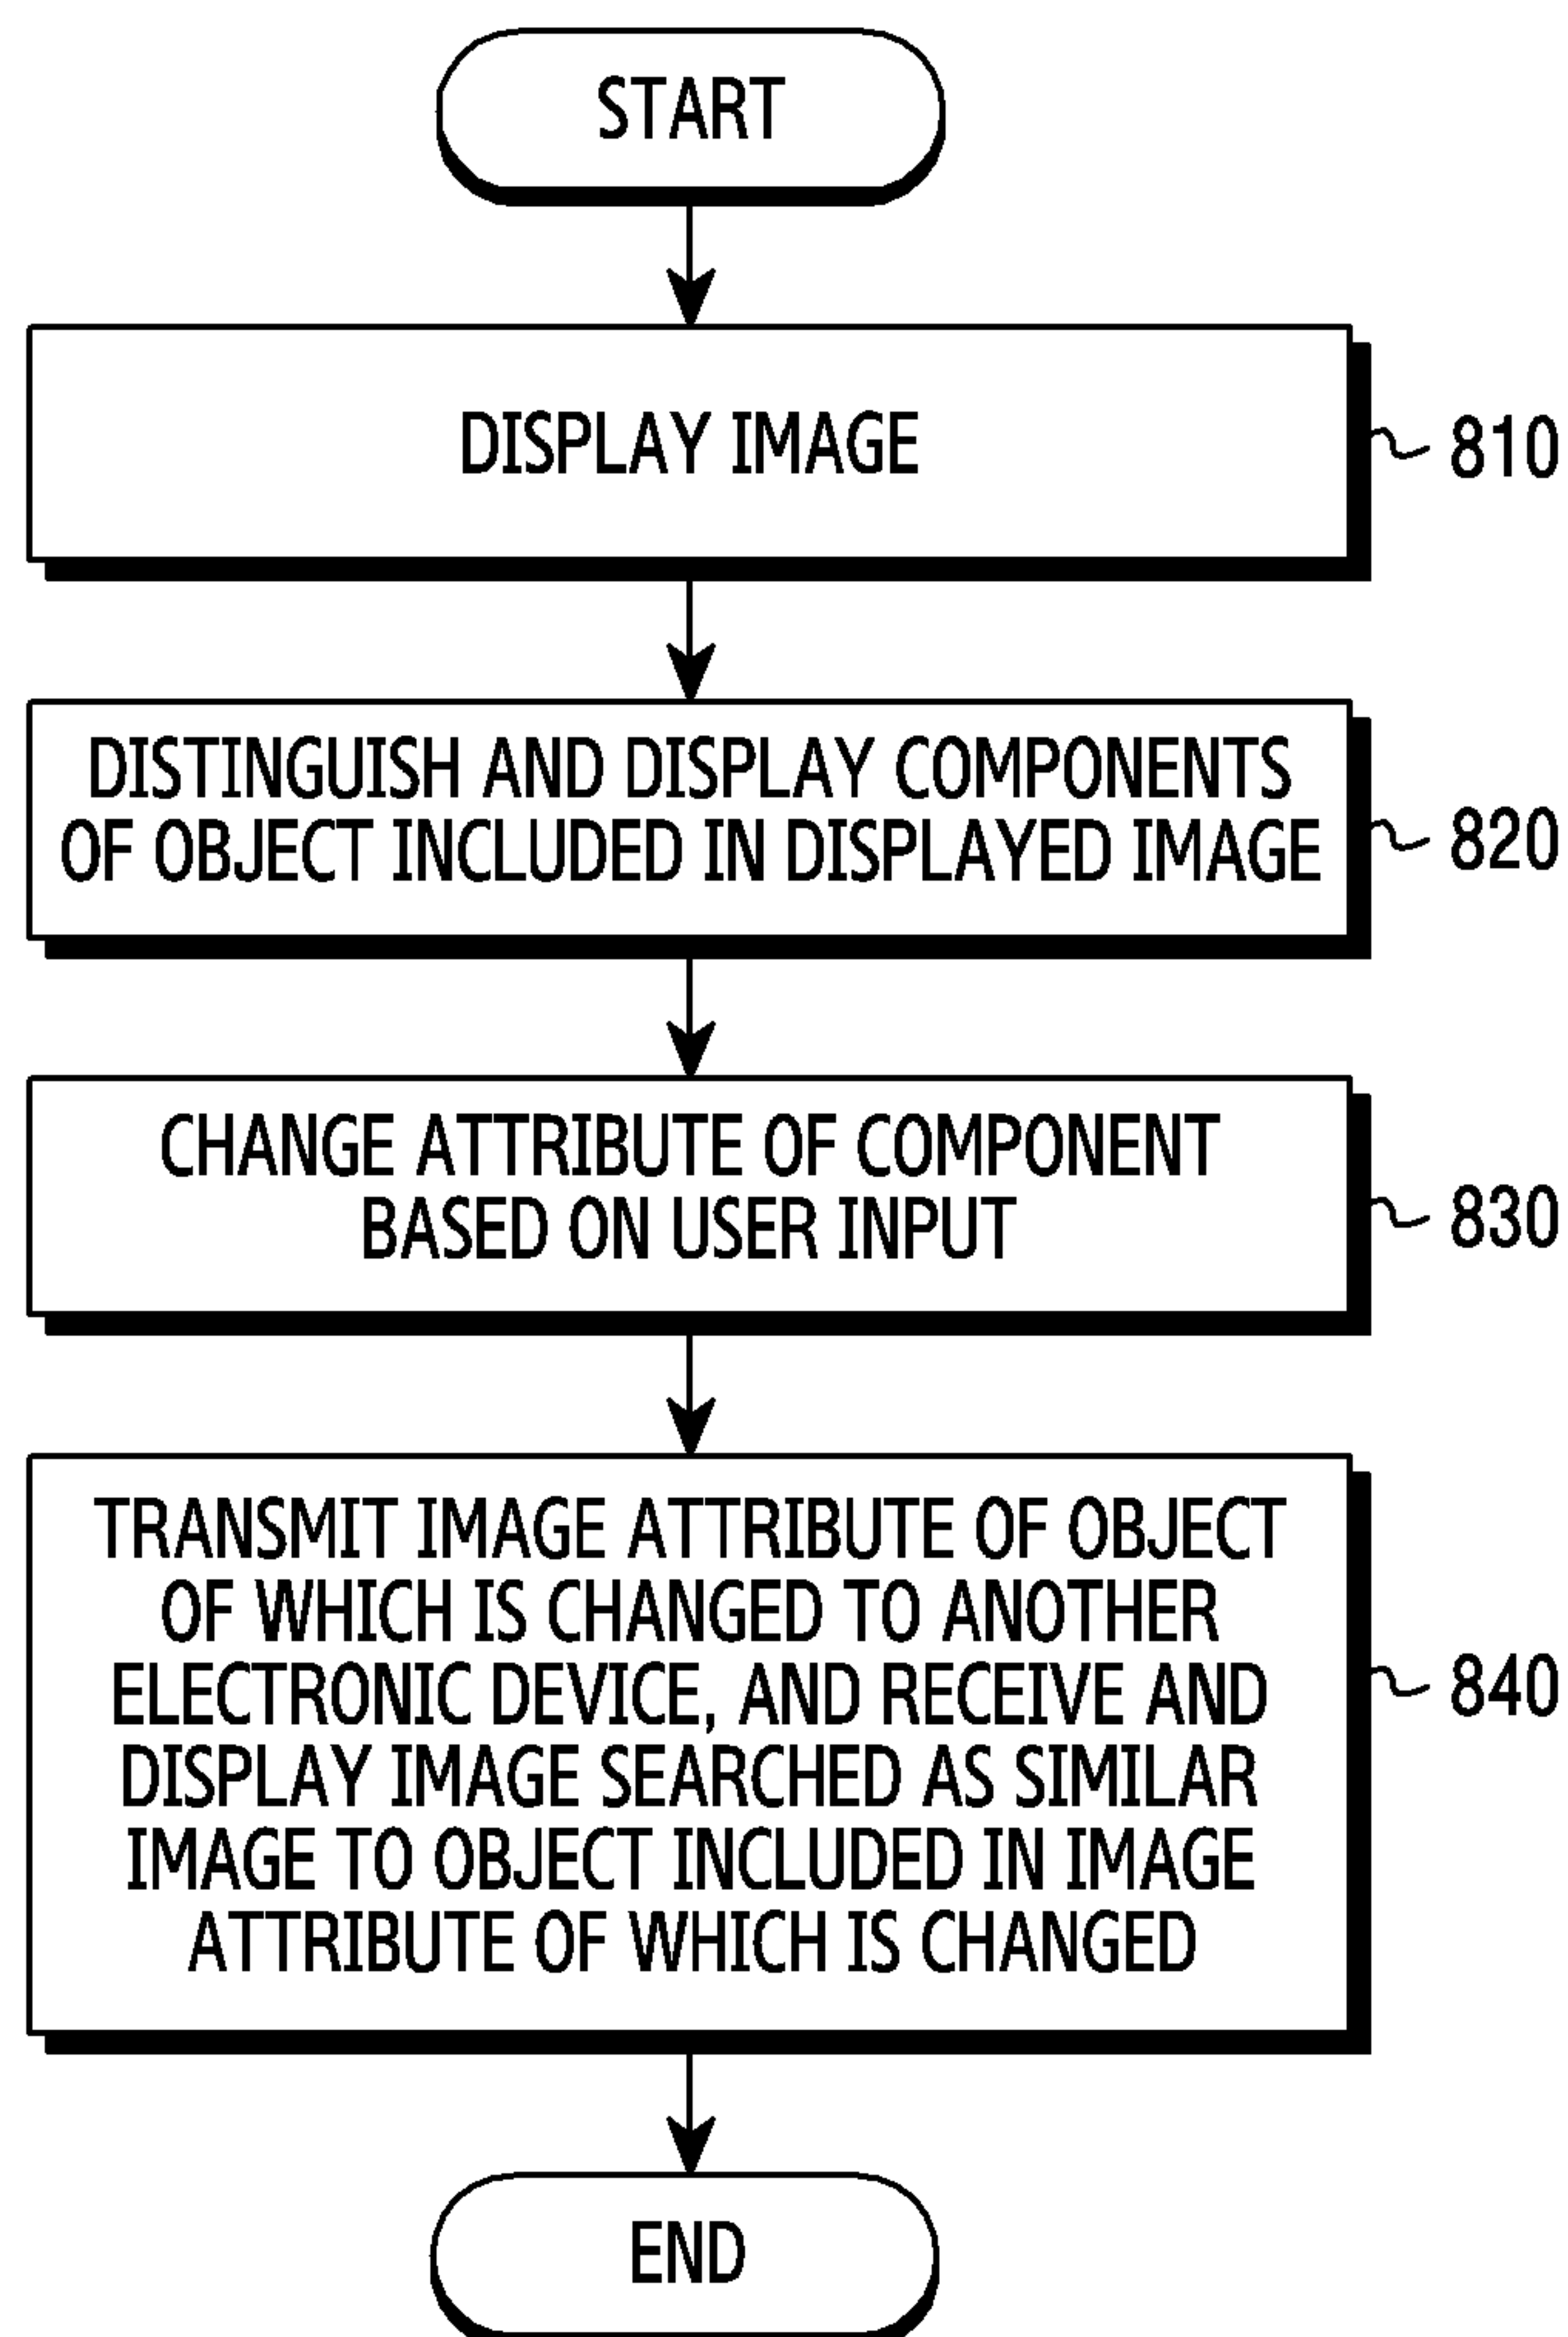 START
DISPLAY IMAGE
810
DISTINGUISH AND DISPLAY COMPONENTS
OF OBJECT INCLUDED IN DISPLAYED IMAGE
820
CHANGE ATTRIBUTE OF COMPONENT
BASED ON USER INPUT
830
TRANSMIT IMAGE ATTRIBUTE OF OBJECT
OF WHICH IS CHANGED TO ANOTHER
ELECTRONIC DEVICE, AND RECEIVE AND
DISPLAY IMAGE SEARCHED AS SIMILAR
IMAGE TO OBJECT INCLUDED IN IMAGE
ATTRIBUTE OF WHICH IS CHANGED
840
END